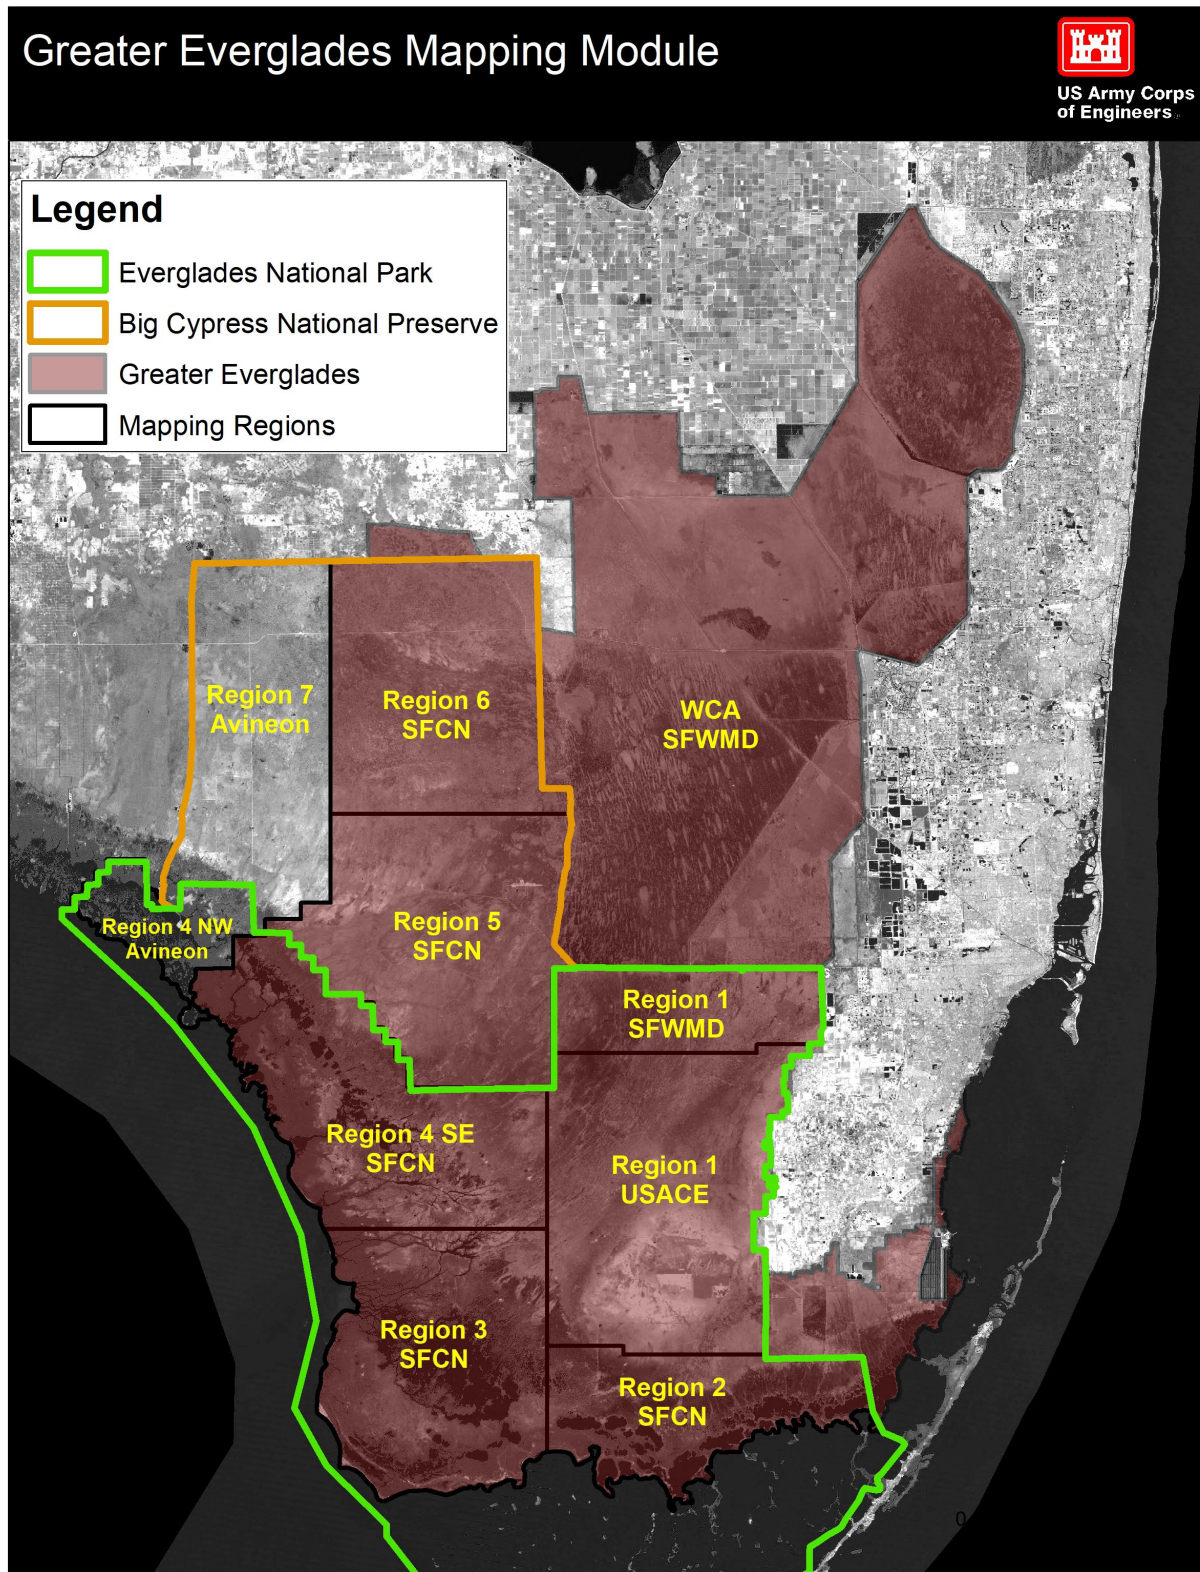 Greater Everglades Mapping Module
US Army Corps
of Engineers
Legend
Everglades National Park
Big Cypress National Preserve
Greater Everglades
Mapping Regions
Region 7
Avineon
Region 6
SFCN
WCA
SFWMD
Region 4 NW
Avineon
Region 5
SFCN
Region 1
SFWMD
Region 4 SE
SFCN
Region 1
USACE
Region 3
SFCN
Region 2
SFCN
0